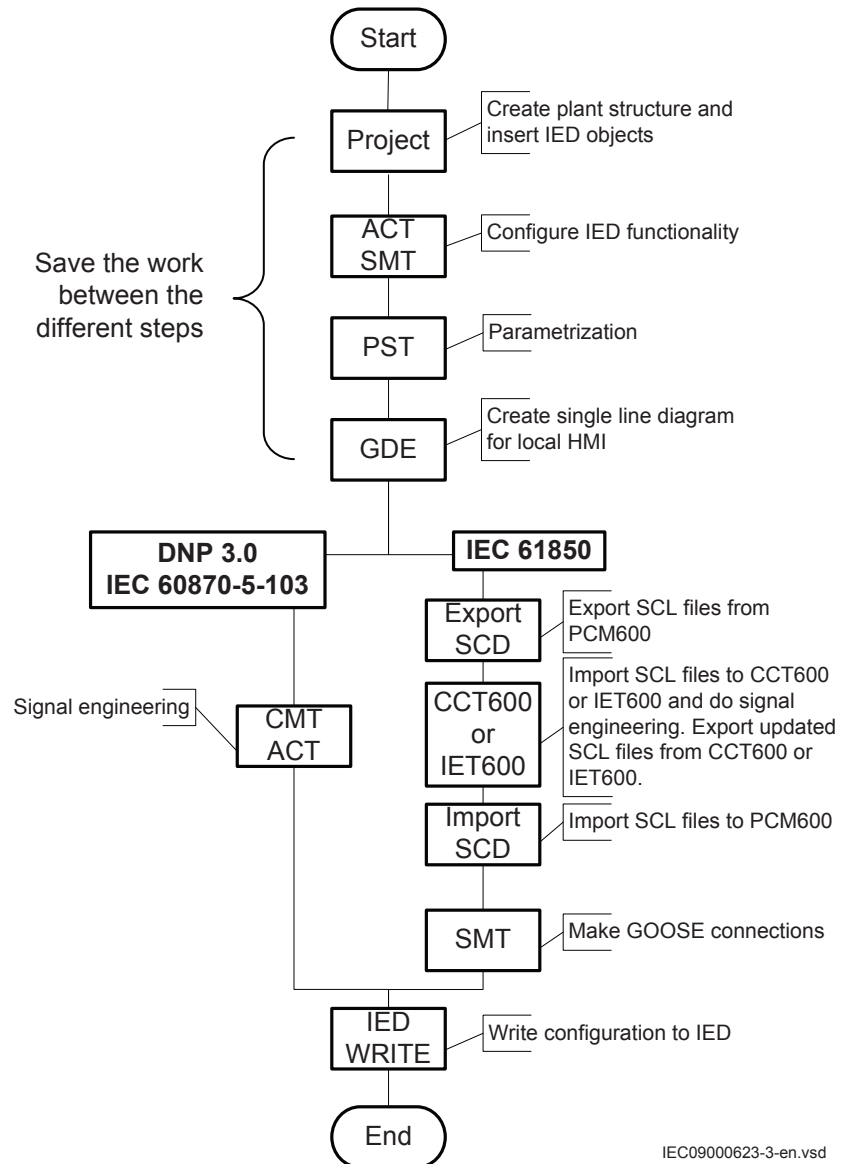 Start
Project
Create plant structure and
insert IED objects
ACT
SMT
Configure IED functionality
Save the work
between the
different steps
PST
Parametrization
GDE
Create single line diagram
for local HMI
DNP 3.0
IEC 60870-5-103
IEC 61850
Export
SCD
Export SCL files from
PCM600
Signal engineering
CMT
ACT
CCT600
or
IET600
Import SCL files to CCT600
or IET600 and do signal
engineering. Export updated
SCL files from CCT600 or
IET600.
Import
SCD
Import SCL files to PCM600
SMT
Make GOOSE connections
IED
WRITE
Write configuration to IED
End
IEC09000623-3-en.vsd